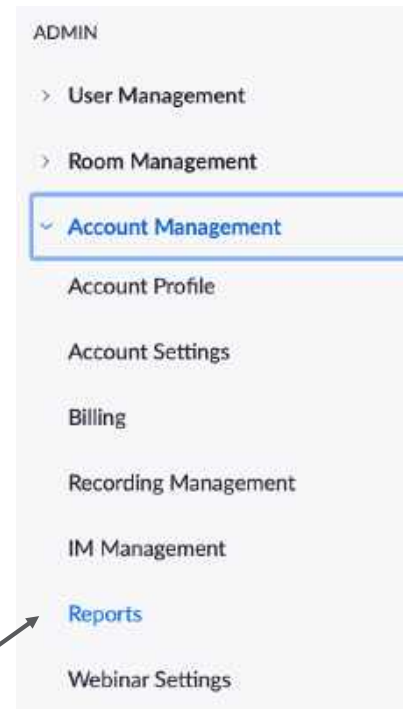 ADMIN
User Management
Room Management
Account Management
Account Profile
Account Settings
Billing
Recording Management
IM Management
Reports
Webinar Settings